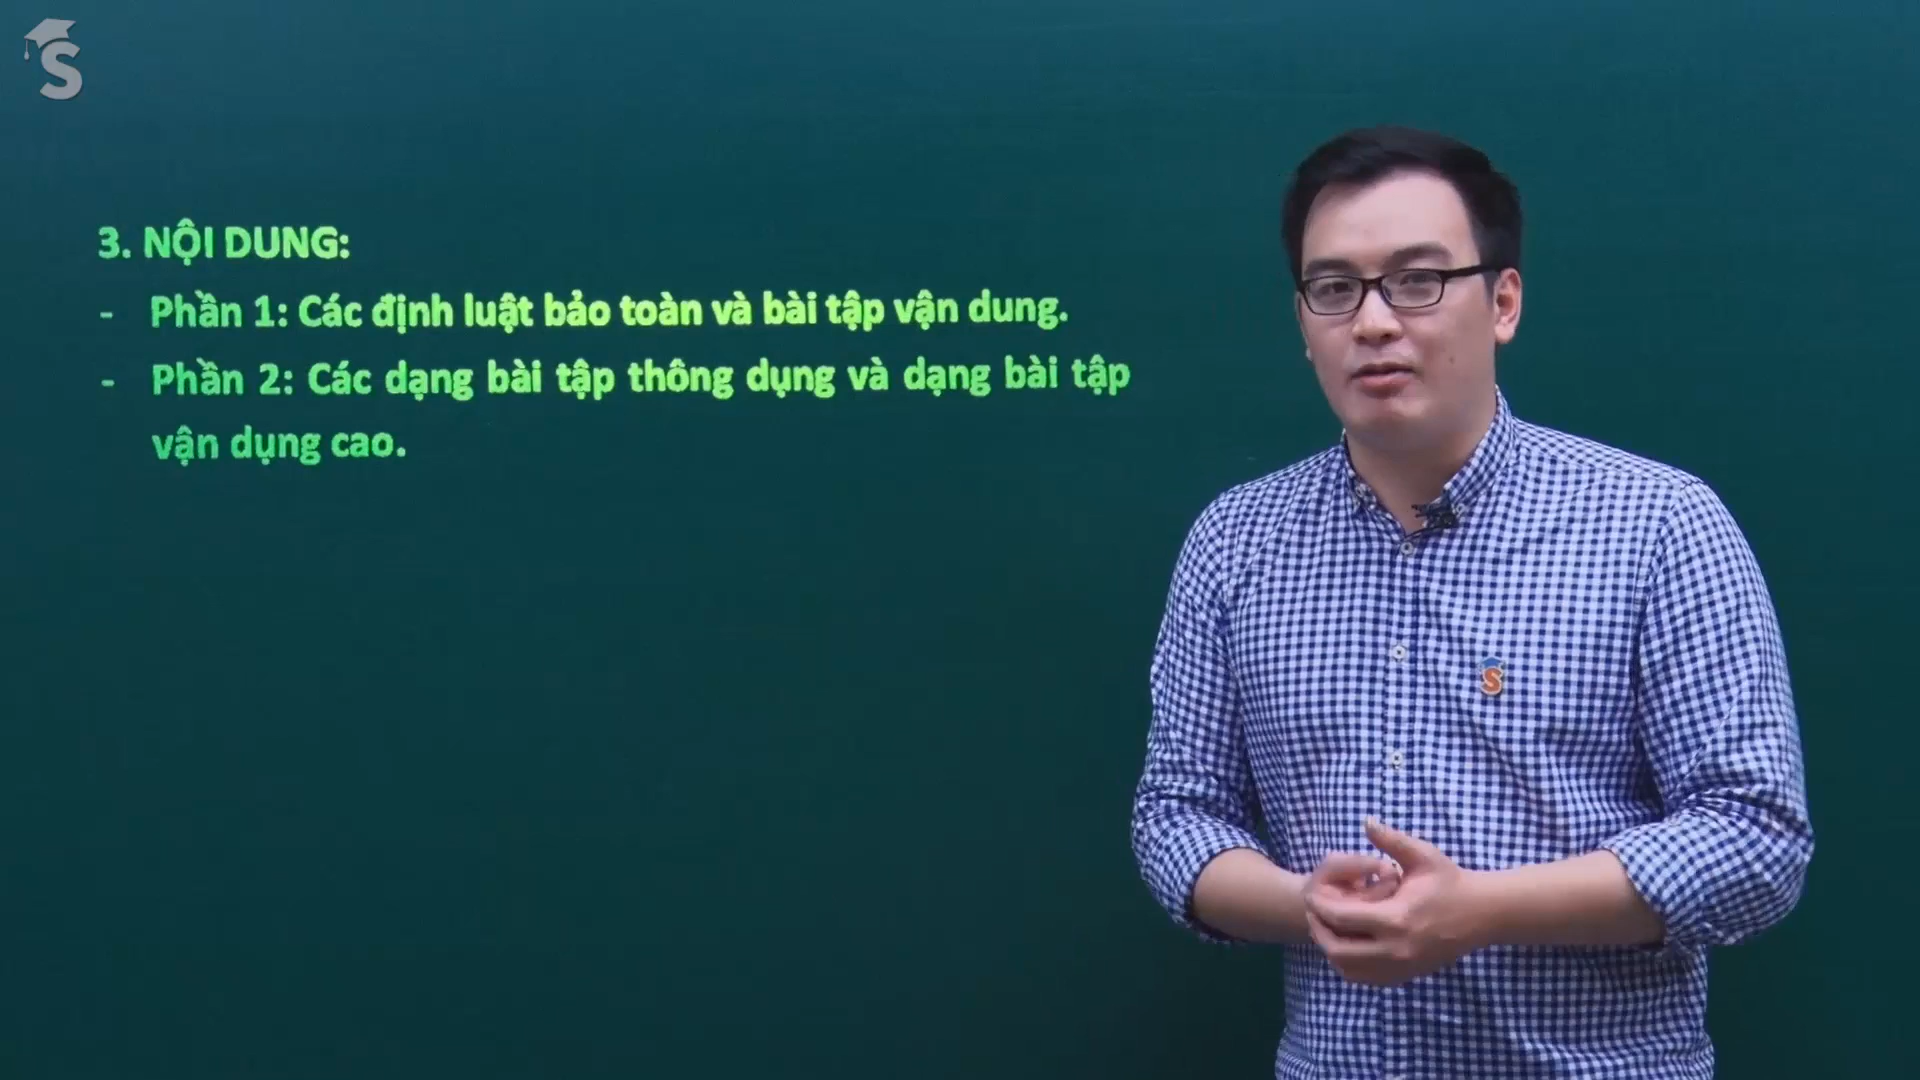 S
3. NỘI DUNG:
- Phần 1: Các định luật bảo toàn và bài tập vận dung.
- Phần 2: Các dạng bài tập thông dụng và dạng bài tập
vận dụng cao.
S